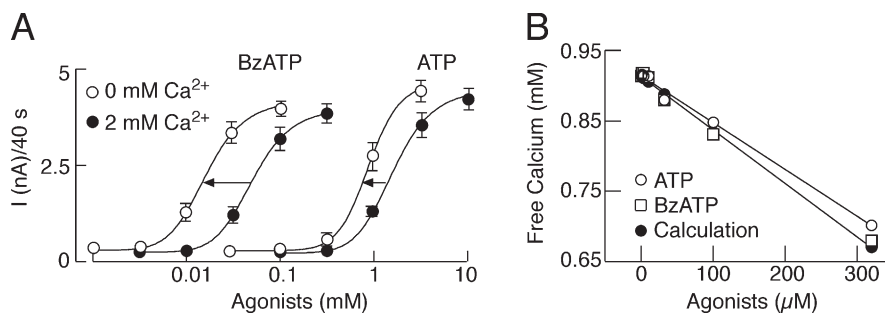 A
BzATP
ATP
0 mM Ca²⁺
2 mM Ca²⁺
I (nA)/40 s
5
2.5
0
0.01
0.1
1
10
Agonists (mM)
B
Free Calcium (mM)
0.95
0.85
0.75
0.65
ATP
BzATP
Calculation
0
100
200
300
Agonists (µM)